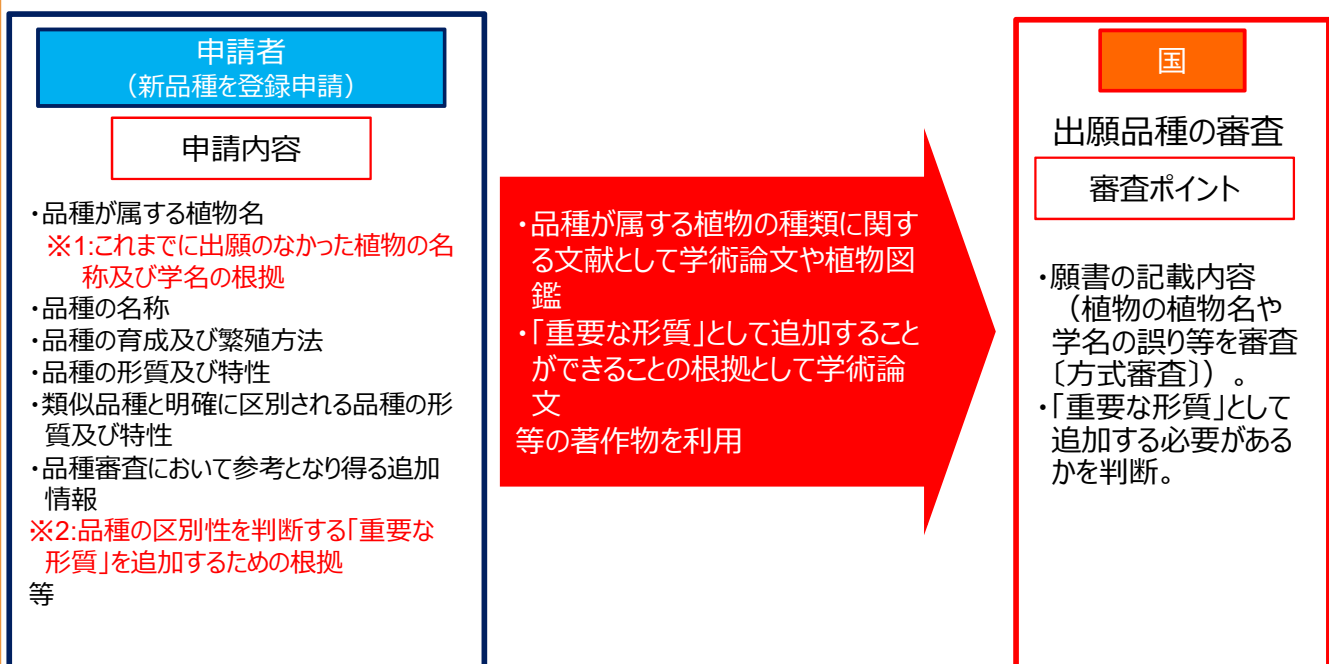 申請者
（新品種を登録申請）
申請内容
・品種が属する植物名
※1:これまでに出願のなかった植物の名
称及び学名の根拠
・品種の名称
・品種の育成及び繁殖方法
・品種の形質及び特性
・類似品種と明確に区別される品種の形
質及び特性
・品種審査において参考となり得る追加
情報
※2:品種の区別性を判断する「重要な
形質」を追加するための根拠
等
・品種が属する植物の種類に関す
る文献として学術論文や植物図
鑑
・「重要な形質」として追加すること
ができることの根拠として学術論
文
等の著作物を利用
国
出願品種の審査
審査ポイント
・願書の記載内容
（植物の植物名や
学名の誤り等を審査
〔方式審査〕）。
・「重要な形質」として
追加する必要がある
かを判断。